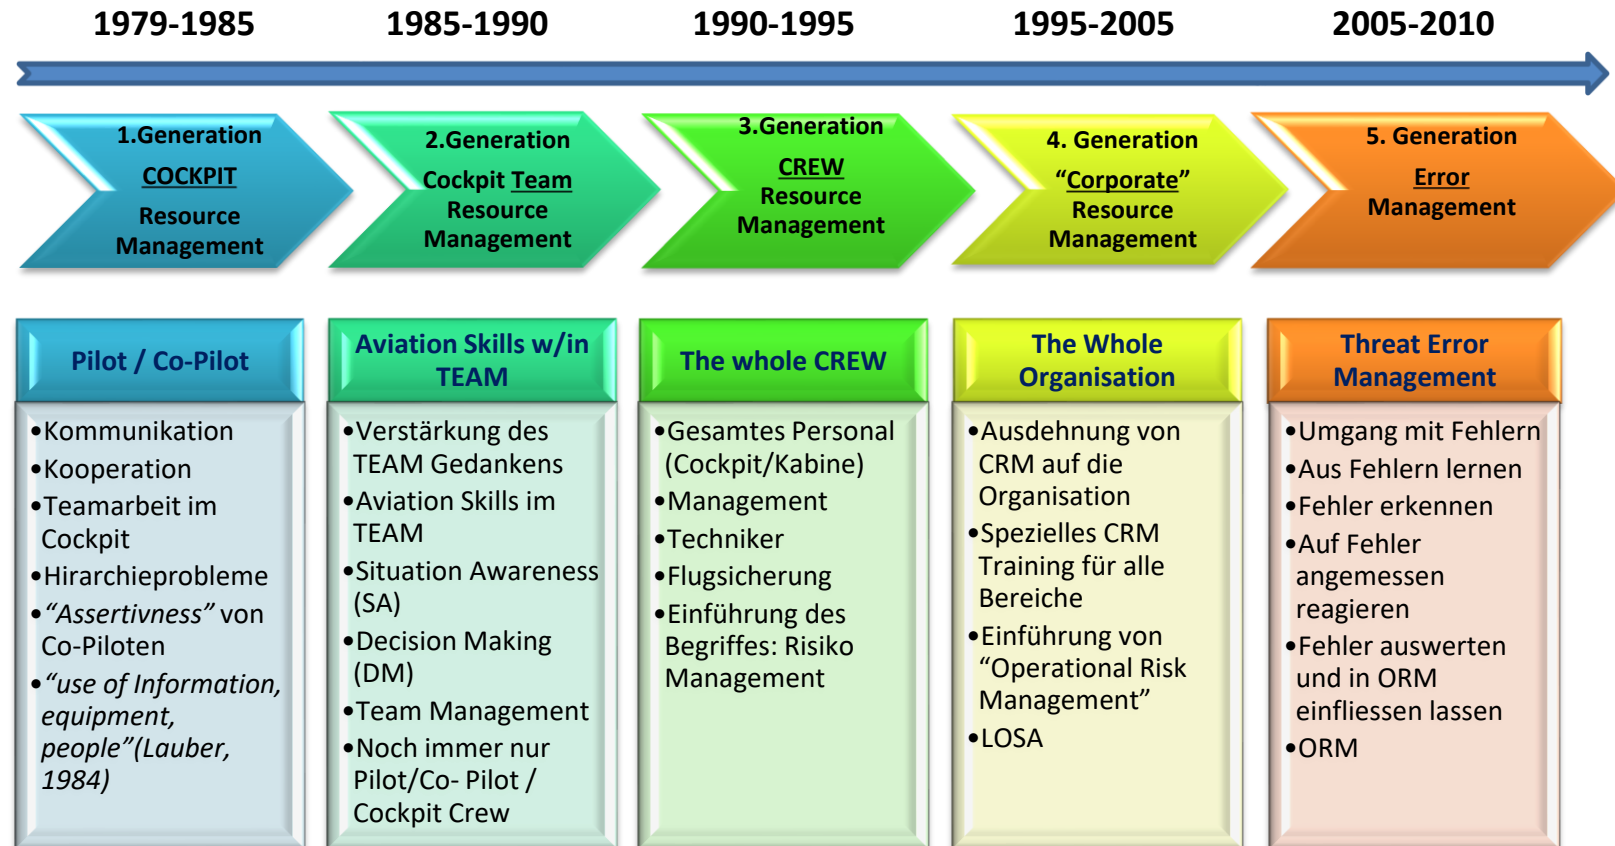 1979-1985
1985-1990
1990-1995
1995-2005
2005-2010
1.Generation
COCKPIT
Resource
Management
2.Generation
Cockpit Team
Resource
Management
3.Generation
CREW
Resource
Management
4. Generation
“Corporate”
Resource
Management
5. Generation
Error
Management
Pilot / Co-Pilot
•Kommunikation
•Kooperation
•Teamarbeit im
Cockpit
•Hirarchieprobleme
•“Assertivness” von
Co-Piloten
•“use of Information,
equipment,
people”(Lauber,
1984)
Aviation Skills w/in
TEAM
•Verstärkung des
TEAM Gedankens
•Aviation Skills im
TEAM
•Situation Awareness
(SA)
•Decision Making
(DM)
•Team Management
•Noch immer nur
Pilot/Co- Pilot /
Cockpit Crew
The whole CREW
•Gesamtes Personal
(Cockpit/Kabine)
•Management
•Techniker
•Flugsicherung
•Einführung des
Begriffes: Risiko
Management
The Whole
Organisation
•Ausdehnung von
CRM auf die
Organisation
•Spezielles CRM
Training für alle
Bereiche
•Einführung von
“Operational Risk
Management”
•LOSA
Threat Error
Management
•Umgang mit Fehlern
•Aus Fehlern lernen
•Fehler erkennen
•Auf Fehler
angemessen
reagieren
•Fehler auswerten
und in ORM
einfliessen lassen
•ORM